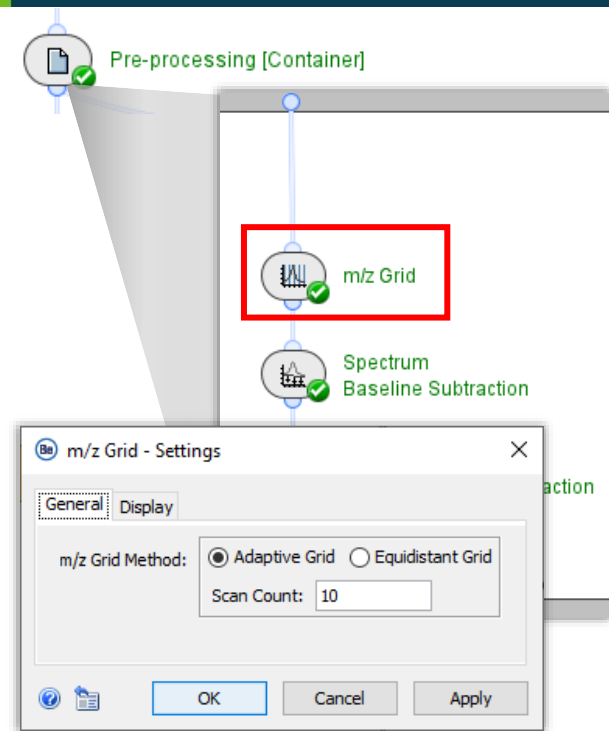 Pre-processing [Container]
m/z Grid
Spectrum
Baseline Subtraction
action
m/z Grid - Settings
General Display
m/z Grid Method: Adaptive Grid Equidistant Grid
Scan Count: 10
OK Cancel Apply